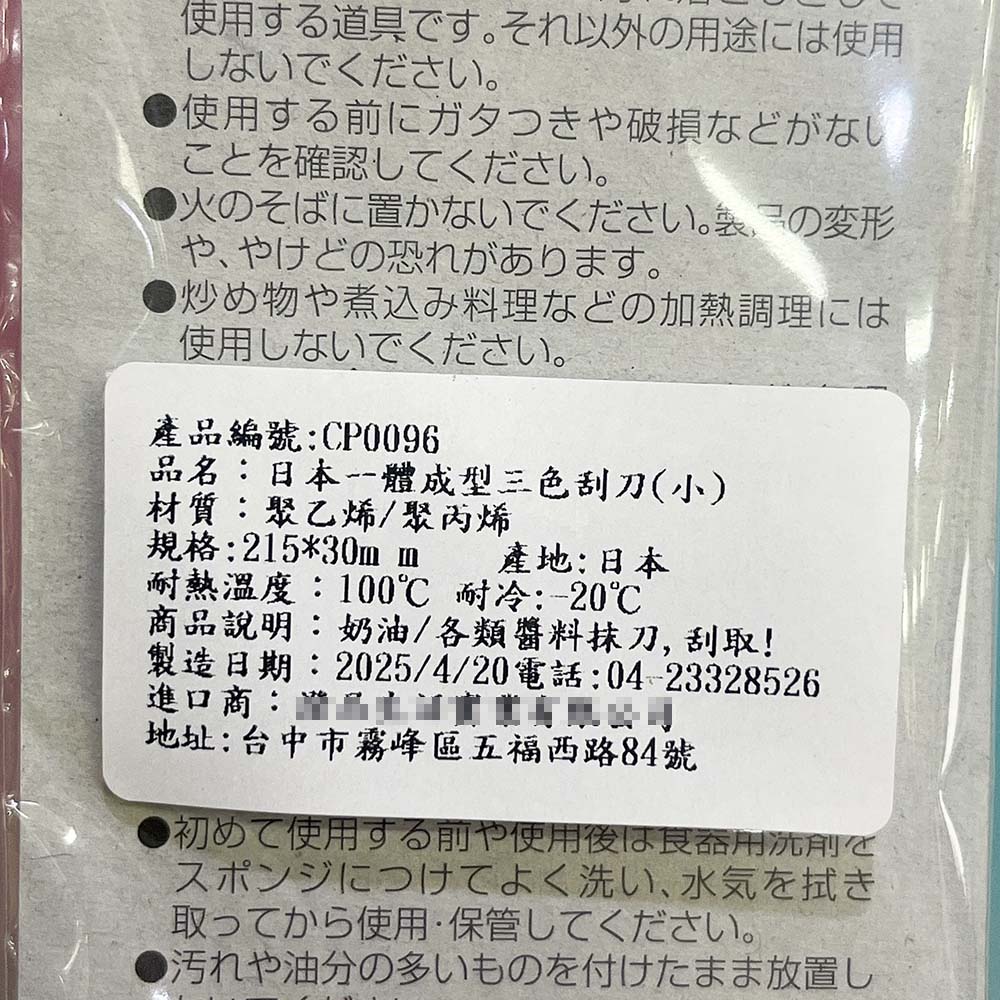 使用する道具です。それ以外の用途には使用
しないでください。
●使用する前にガタつきや破損などがない
ことを確認してください。
●火のそばに置かないでください。製品の変形
や、やけどの恐れがあります。
●炒め物や煮込み料理などの加熱調理には
使用しないでください。
產品編號:CP0096
品名：日本一體成型三色刮刀(小)
材質：聚乙烯/聚丙烯
規格:215*30mm 產地:日本
耐熱溫度：100℃ 耐冷:-20℃
商品說明：奶油/各類醬料抹刀,刮取!
製造日期：2025/4/20電話:04-23328526
進口商：
地址:台中市霧峰區五福西路84號
●初めて使用する前や使用後は食器用洗剤を
スポンジにつけてよく洗い、水気を拭き
取ってから使用・保管してください。
●汚れや油分の多いものを付けたまま放置し